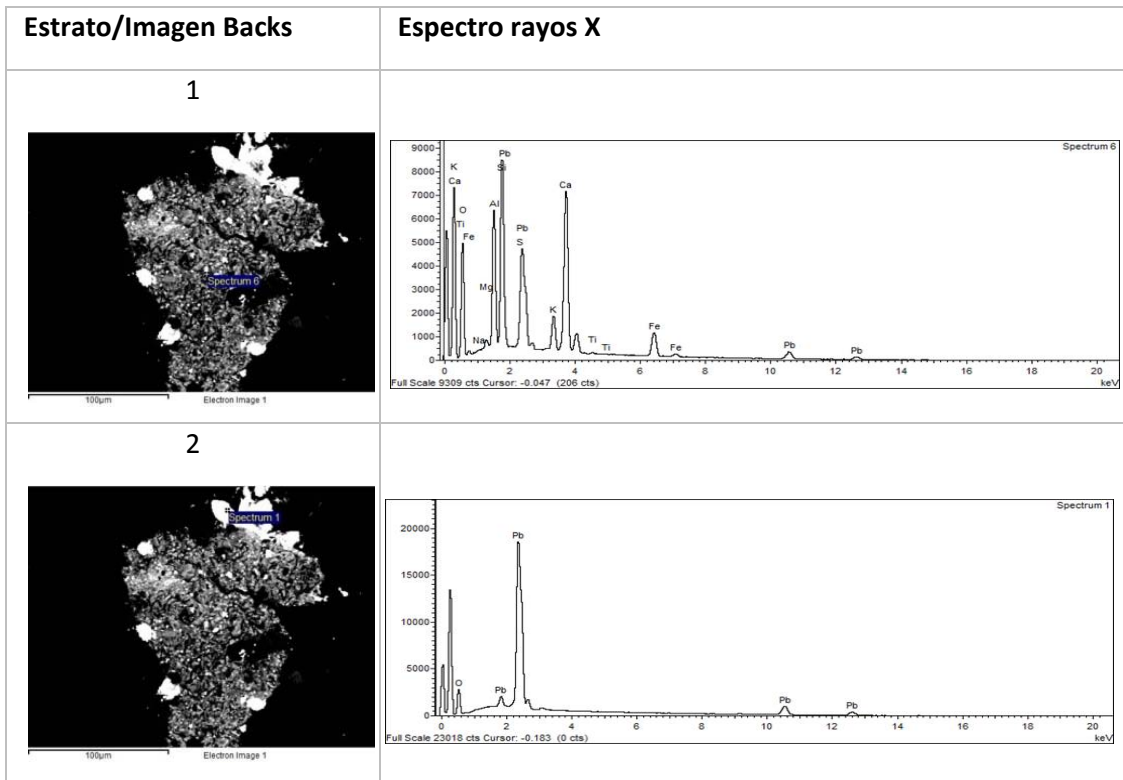 Estrato/Imagen Backs
Espectro rayos X
1
Spectrum 6
100µm
Electron Image 1
Spectrum 6
9000
8000
7000
6000
5000
4000
3000
2000
1000
0
K
Ca
O
Ti
Fe
Na
Mg
Al
Pb
Si
Pb
S
K
Ca
Ti
Ti
Fe
Fe
Pb
Pb
0 2 4 6 8 10 12 14 16 18 20
Full Scale 9309 cts Cursor: -0.047 (206 cts)
keV
2
Spectrum 1
100µm
Electron Image 1
Spectrum 1
20000
15000
10000
5000
0
O
Pb
Pb
Pb
Pb
0 2 4 6 8 10 12 14 16 18 20
Full Scale 23018 cts Cursor: -0.183 (0 cts)
keV